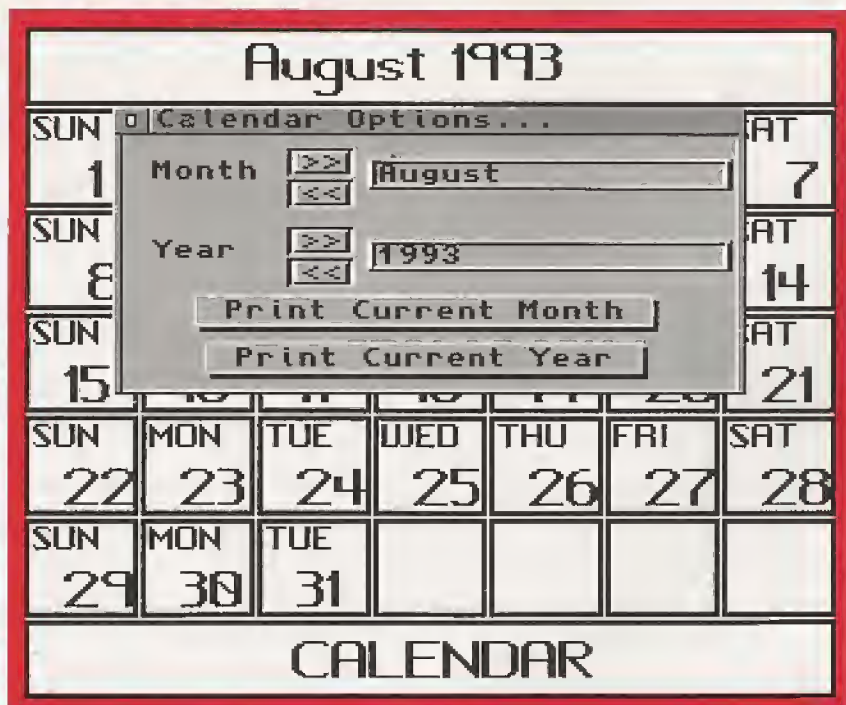 August 1993
SUN
SAT
1
7
Calendar Options...
Month >> August
<<
Year >> 1993
<<
Print Current Month
Print Current Year
SUN
SAT
8
14
SUN
SAT
15
21
SUN MON TUE WED THU FRI SAT
22 23 24 25 26 27 28
SUN MON TUE
29 30 31
CALENDAR